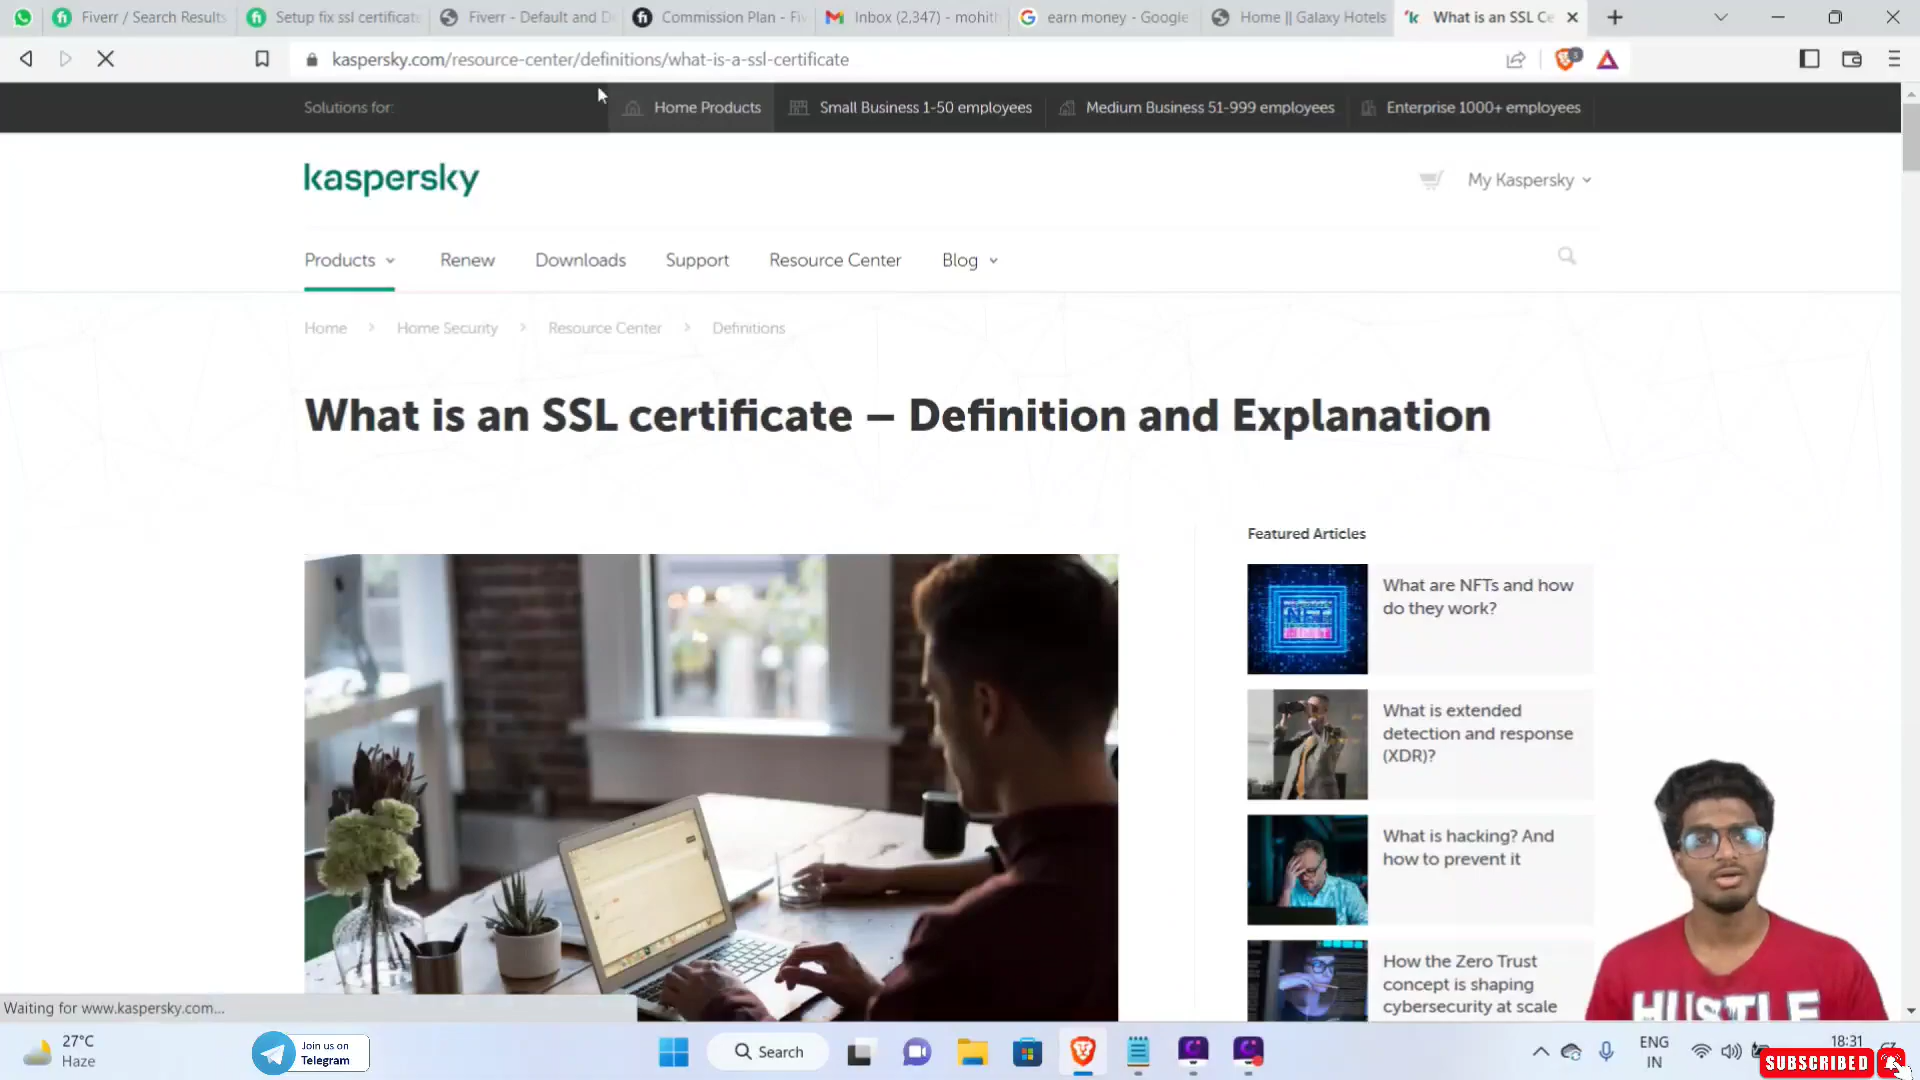 Fiverr / Search Results
Setup fix ssl certificate
Fiverr - Default and D
Commission Plan - Fiv
Inbox (2,347) - mohith
earn money - Google
Home || Galaxy Hotels
What is an SSL Ce
kaspersky.com/resource-center/definitions/what-is-a-ssl-certificate
Solutions for:
Home Products
Small Business 1-50 employees
Medium Business 51-999 employees
Enterprise 1000+ employees
kaspersky
My Kaspersky
Products
Renew
Downloads
Support
Resource Center
Blog
Home
Home Security
Resource Center
Definitions
What is an SSL certificate – Definition and Explanation
Featured Articles
What are NFTs and how
do they work?
NFT
What is extended
detection and response
(XDR)?
What is hacking? And
how to prevent it
How the Zero Trust
concept is shaping
cybersecurity at scale
HUSTLE
Waiting for www.kaspersky.com...
27°C
Haze
Join us on
Telegram
Search
ENG
IN
18:31
SUBSCRIBED